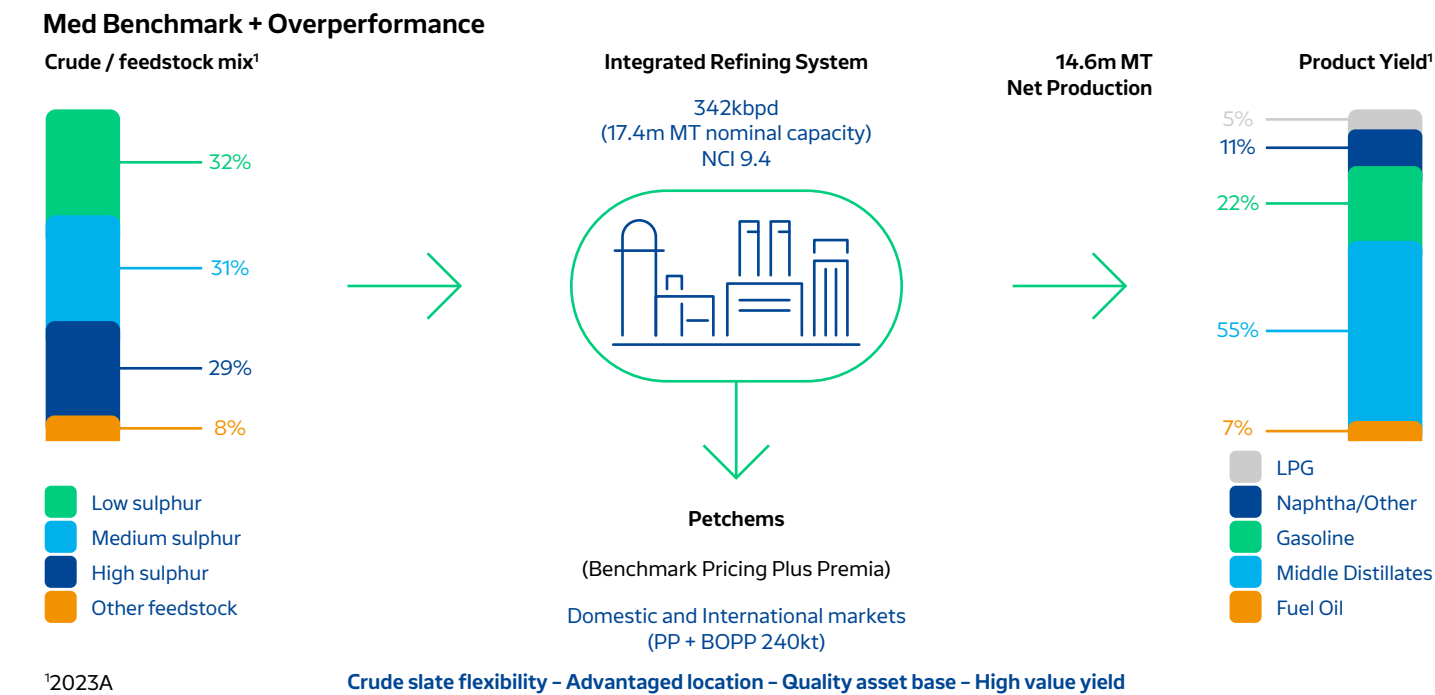 Med Benchmark + Overperformance
Crude / feedstock mix¹
32%
31%
29%
8%
Low sulphur
Medium sulphur
High sulphur
Other feedstock
Integrated Refining System
342kbpd
(17.4m MT nominal capacity)
NCI 9.4
Petchems
(Benchmark Pricing Plus Premia)
Domestic and International markets
(PP + BOPP 240kt)
14.6m MT
Net Production
Product Yield¹
5%
11%
22%
55%
7%
LPG
Naphtha/Other
Gasoline
Middle Distillates
Fuel Oil
¹2023A
Crude slate flexibility – Advantaged location – Quality asset base – High value yield